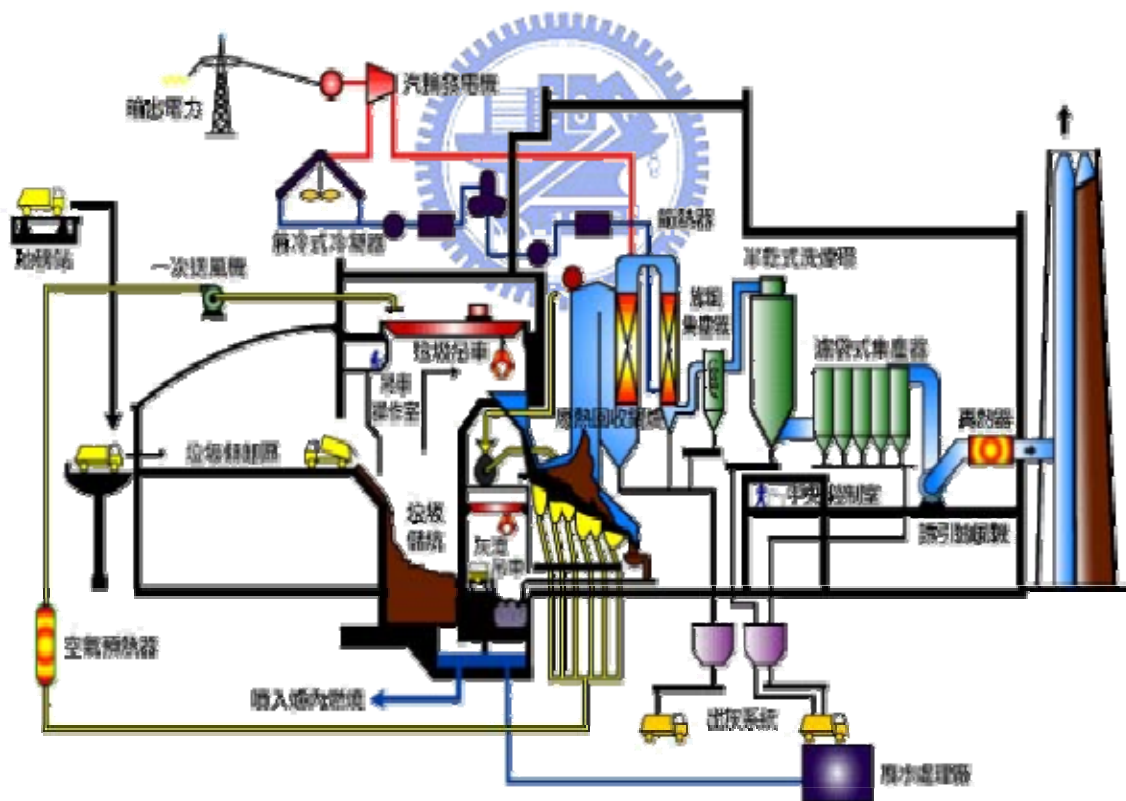 汽輪發電機
輸出電力
節熱器
氣冷式冷凝器
半乾式洗煙塔
地磅站
一次送風機
旋風
集塵器
濾袋式集塵器
垃圾吊車
吊車
操作室
廢熱回收鍋爐
再熱器
垃圾傾卸區
中央控制室
垃圾
儲坑
灰渣
吊車
誘引抽風機
空氣預熱器
噴入爐內燃燒
出灰系統
廢水處理廠